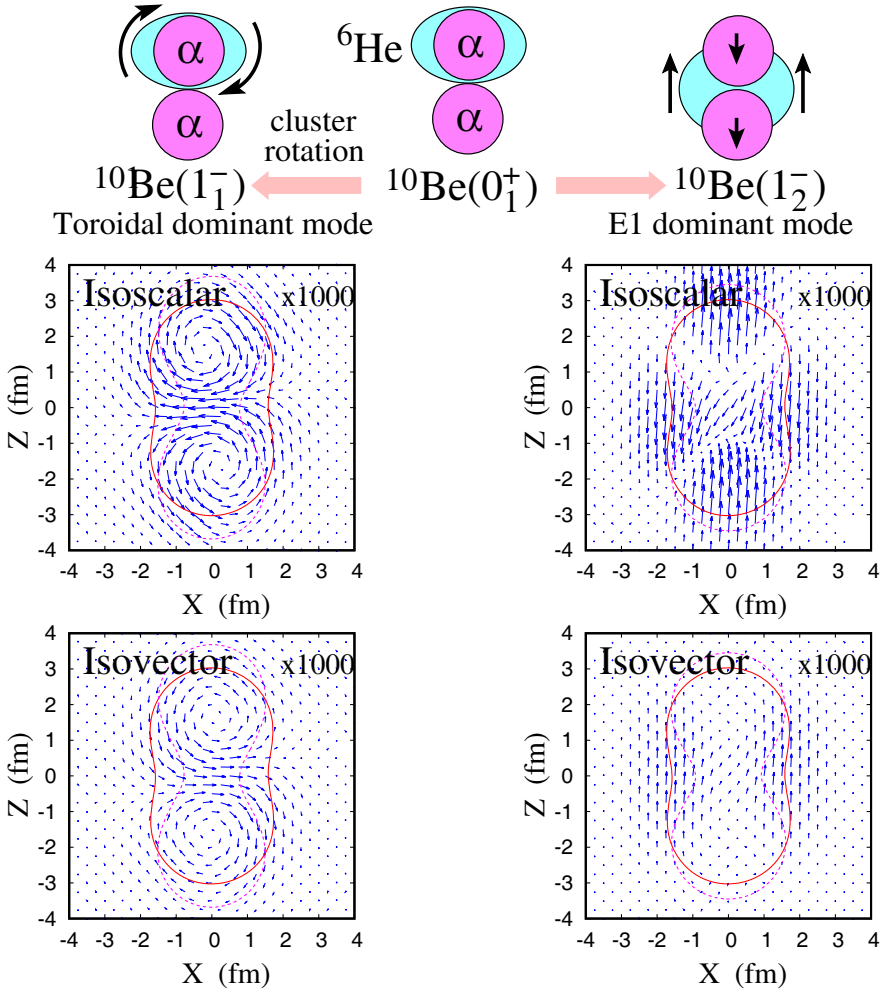 α
⁶He
α
α
α
cluster
rotation
¹⁰¹Be(1₁⁻)
¹⁰Be(0₁⁺)
¹⁰Be(1₂⁻)
Toroidal dominant mode
E1 dominant mode
Isoscalar x1000
4
3
2
1
0
-1
-2
-3
-4
Z (fm)
-4 -3 -2 -1 0 1 2 3 4
X (fm)
Isoscalar x1000
4
3
2
1
0
-1
-2
-3
-4
Z (fm)
-4 -3 -2 -1 0 1 2 3 4
X (fm)
Isovector x1000
4
3
2
1
0
-1
-2
-3
-4
Z (fm)
-4 -3 -2 -1 0 1 2 3 4
X (fm)
Isovector x1000
4
3
2
1
0
-1
-2
-3
-4
Z (fm)
-4 -3 -2 -1 0 1 2 3 4
X (fm)